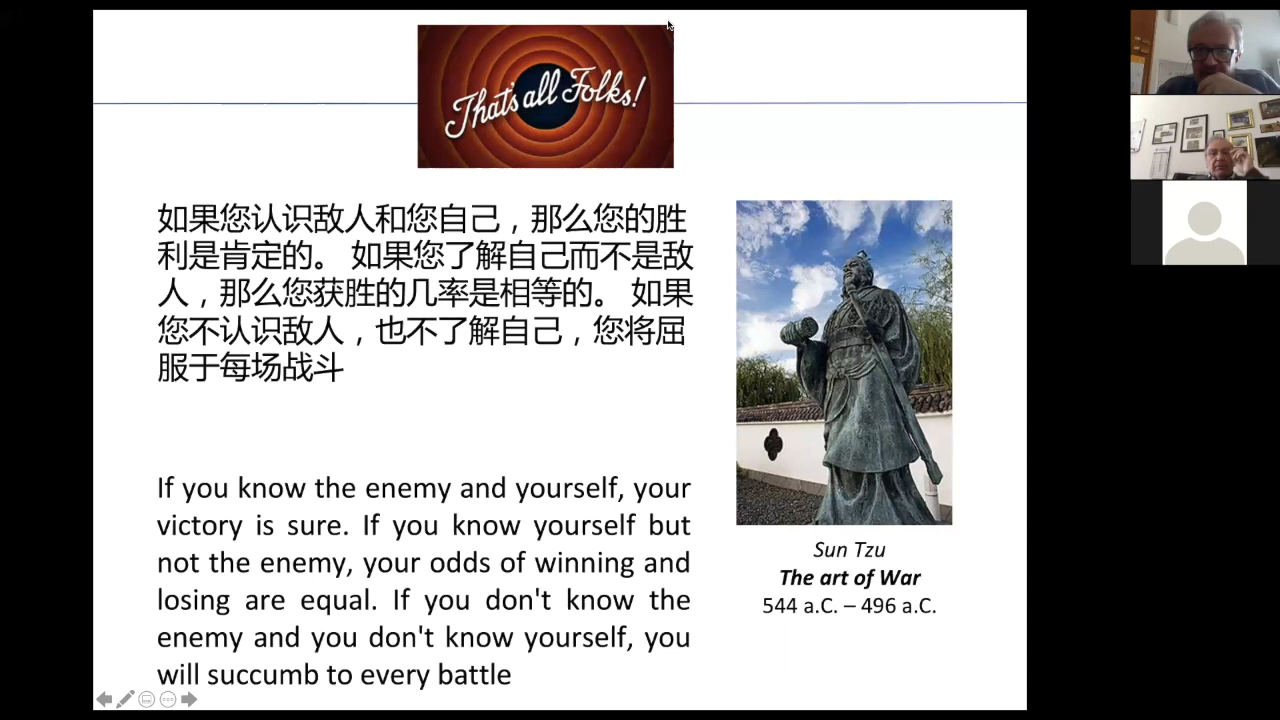 That's all Folks!
如果您认识敌人和您自己，那么您的胜
利是肯定的。 如果您了解自己而不是敌
人，那么您获胜的几率是相等的。 如果
您不认识敌人，也不了解自己，您将屈
服于每场战斗
If you know the enemy and yourself, your
victory is sure. If you know yourself but
not the enemy, your odds of winning and
losing are equal. If you don't know the
enemy and you don't know yourself, you
will succumb to every battle
Sun Tzu
The art of War
544 a.C. – 496 a.C.